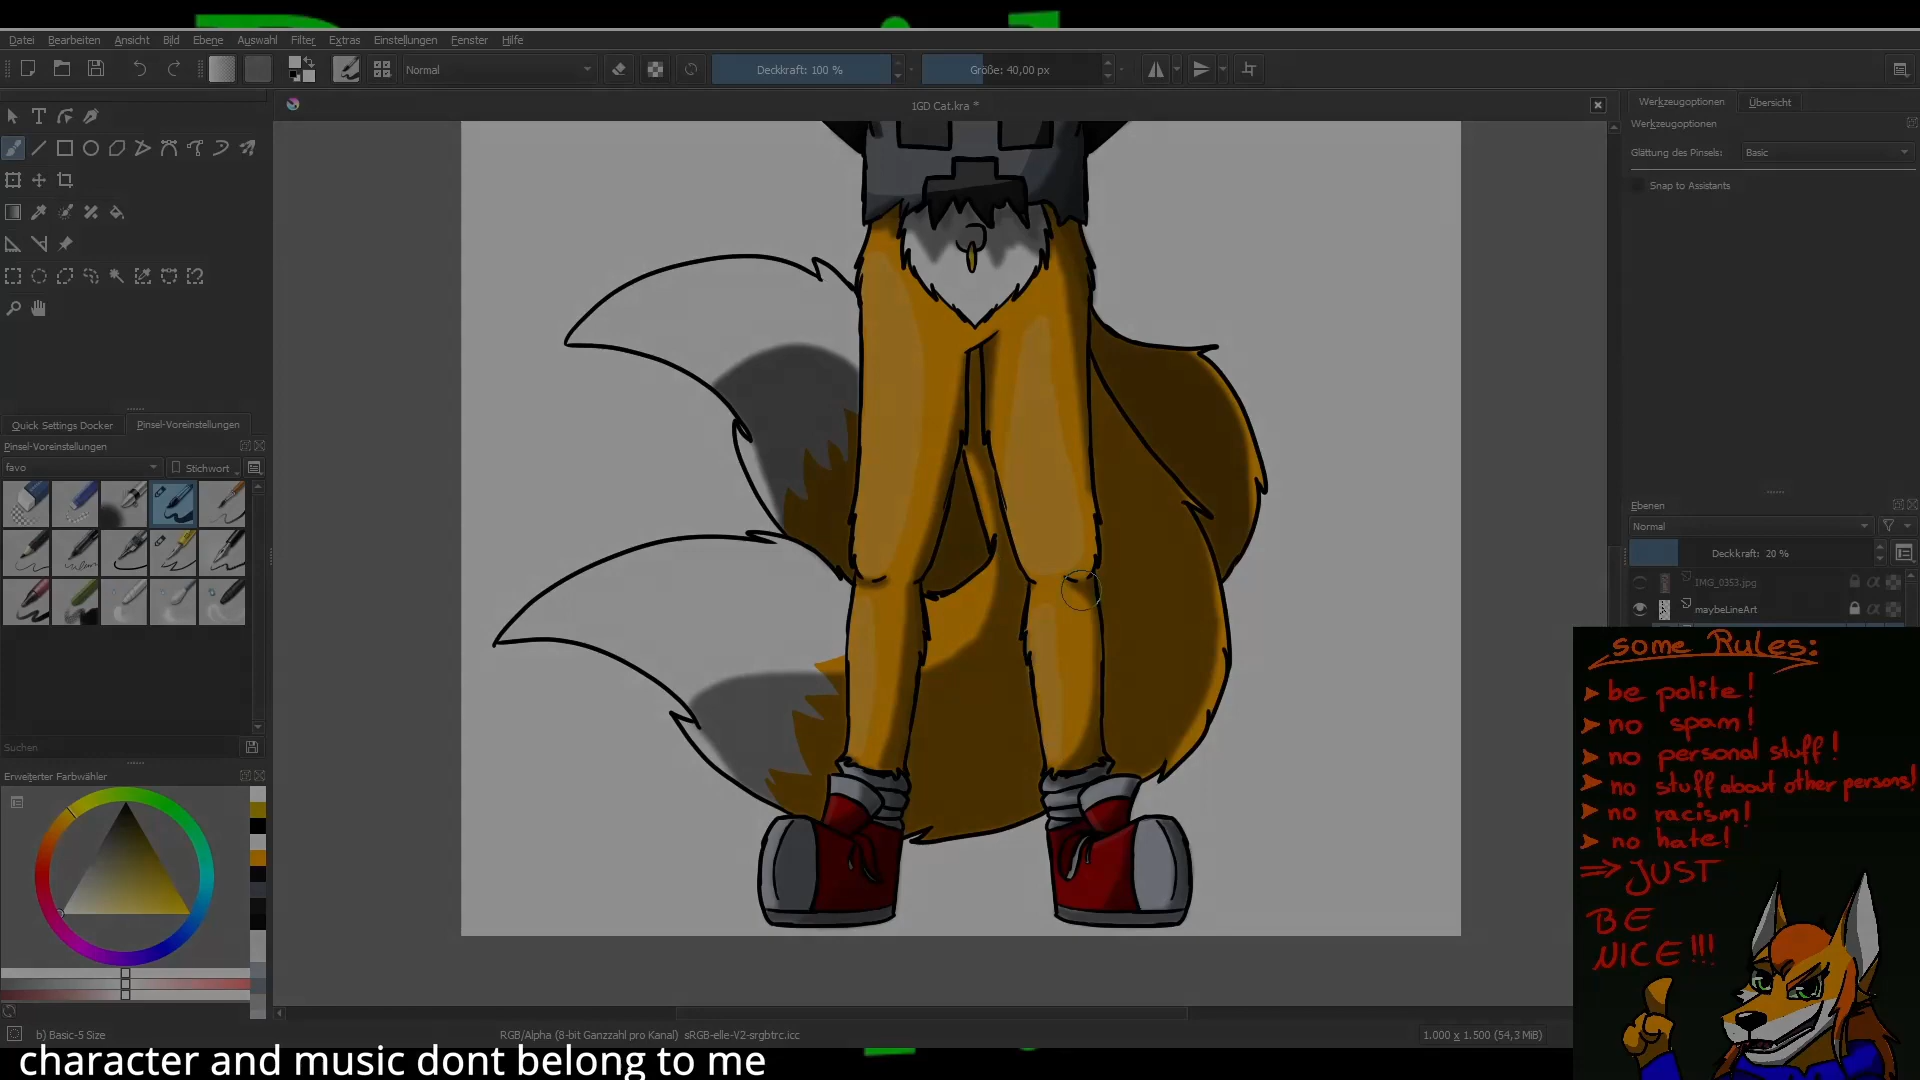 Datei Bearbeiten Ansicht Bild Ebene Auswahl Filter Extras Einstellungen Fenster Hilfe
Normal Deckkraft: 100 % Größe: 40,00 px
1GD Cat.kra *
Werkzeugoptionen Übersicht
Werkzeugoptionen
Glättung des Pinsels: Basic
Snap to Assistants
Quick Settings Docker Pinsel-Voreinstellungen
Pinsel-Voreinstellungen
favo Stichwort
Suchen
Erweiterter Farbwähler
Ebenen
Normal
Deckkraft: 20 %
IMG_0353.jpg
maybeLineArt
some Rules:
be polite!
no spam!
no personal stuff!
no stuff about other persons!
no racism!
no hate!
=> JUST
BE
NICE!!!
b) Basic-5 Size
RGB/Alpha (8-bit Ganzzahl pro Kanal) sRGB-elle-V2-srgbtrc.icc
1.000 x 1.500 (54,3 MiB)
character and music dont belong to me